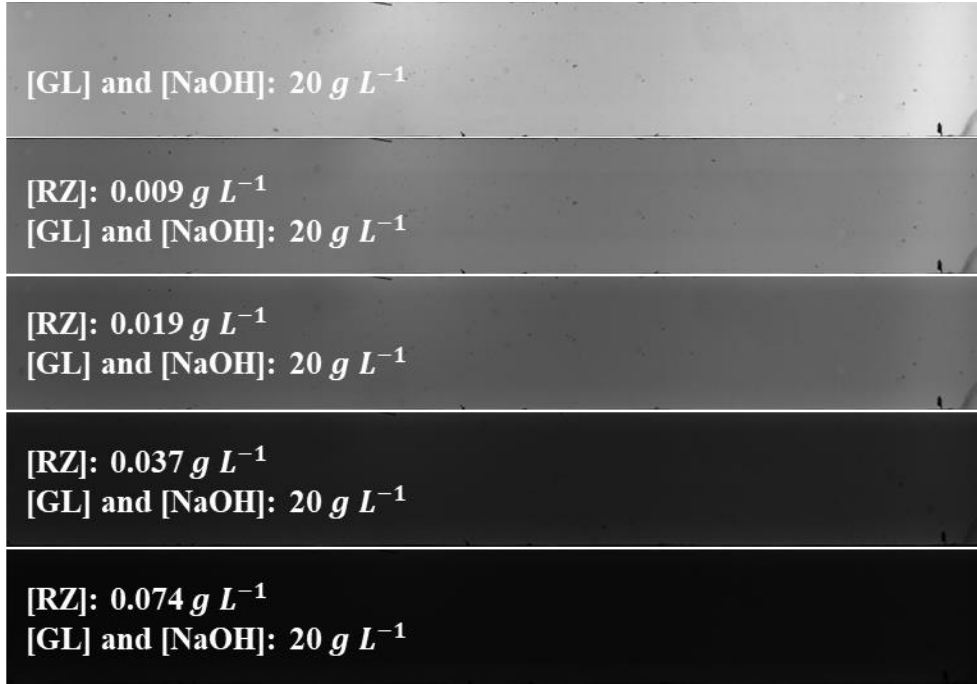 [GL] and [NaOH]: 20 g L⁻¹
[RZ]: 0.009 g L⁻¹
[GL] and [NaOH]: 20 g L⁻¹
[RZ]: 0.019 g L⁻¹
[GL] and [NaOH]: 20 g L⁻¹
[RZ]: 0.037 g L⁻¹
[GL] and [NaOH]: 20 g L⁻¹
[RZ]: 0.074 g L⁻¹
[GL] and [NaOH]: 20 g L⁻¹